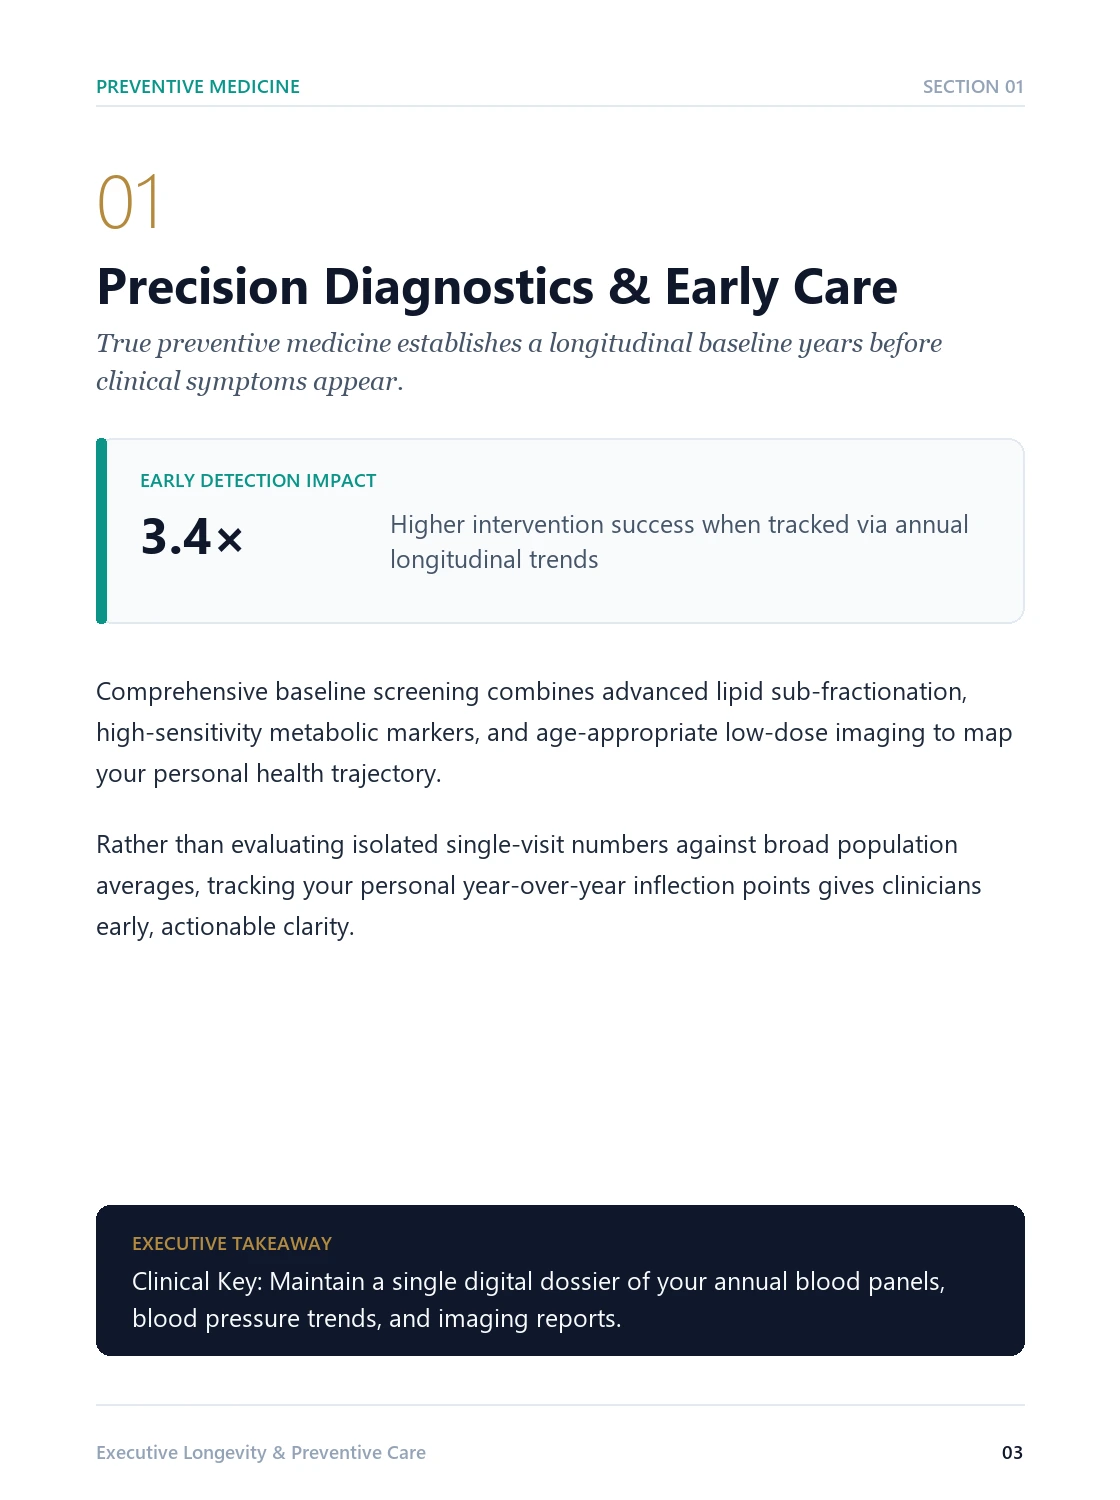 PREVENTIVE MEDICINE
SECTION 01
01
Precision Diagnostics & Early Care
True preventive medicine establishes a longitudinal baseline years before
clinical symptoms appear.
EARLY DETECTION IMPACT
3.4×
Higher intervention success when tracked via annual
longitudinal trends
Comprehensive baseline screening combines advanced lipid sub-fractionation,
high-sensitivity metabolic markers, and age-appropriate low-dose imaging to map
your personal health trajectory.
Rather than evaluating isolated single-visit numbers against broad population
averages, tracking your personal year-over-year inflection points gives clinicians
early, actionable clarity.
EXECUTIVE TAKEAWAY
Clinical Key: Maintain a single digital dossier of your annual blood panels,
blood pressure trends, and imaging reports.
Executive Longevity & Preventive Care
03